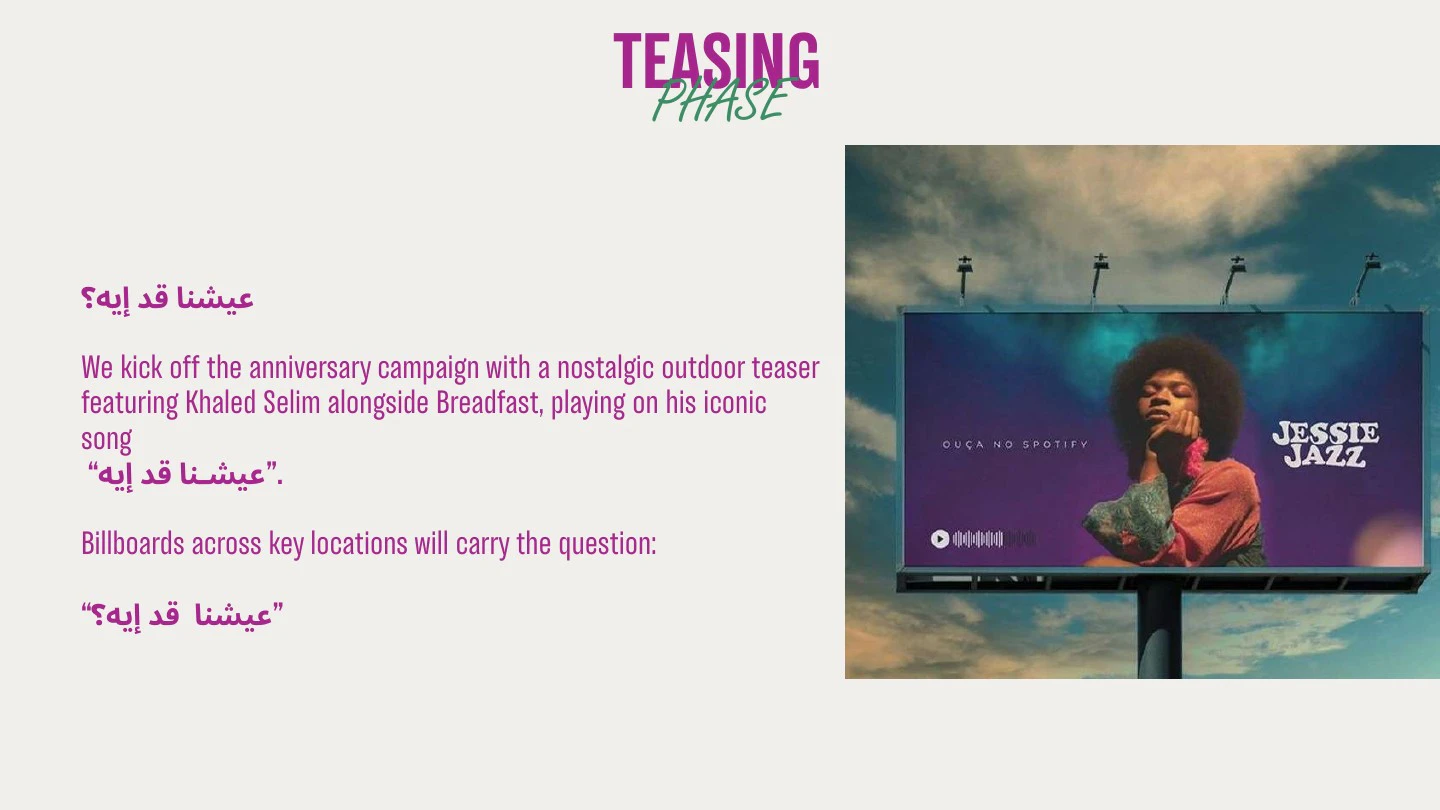 TEASING
PHASE
عيشنا قد إيه؟
We kick off the anniversary campaign with a nostalgic outdoor teaser
featuring Khaled Selim alongside Breadfast, playing on his iconic
song
“عيشـنا قد إيه”.
Billboards across key locations will carry the question:
“عيشنا  قد إيه؟”
OUÇA NO SPOTIFY
JESSIE
JAZZ